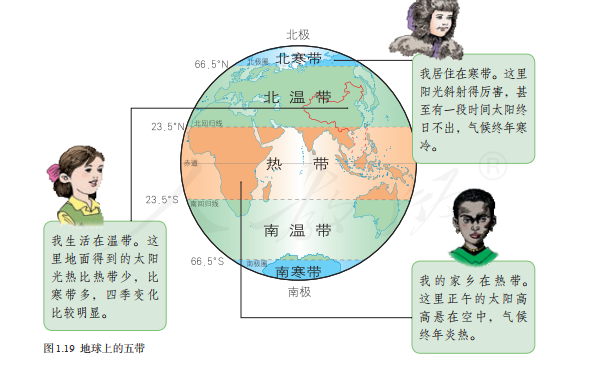 北极
66.5°N
北极圈
北寒带
我居住在寒带。这里
阳光斜射得厉害，甚
至有一段时间太阳终
日不出，气候终年寒
冷。
北温带
23.5°N
北回归线
赤道
热带
23.5°S
南回归线
我生活在温带。这
里地面得到的太阳
光热比热带少，比
寒带多，四季变化
比较明显。
南温带
66.5°S
南极圈
南寒带
南极
我的家乡在热带。
这里正午的太阳高
高悬在空中，气候
终年炎热。
图1.19 地球上的五带
®